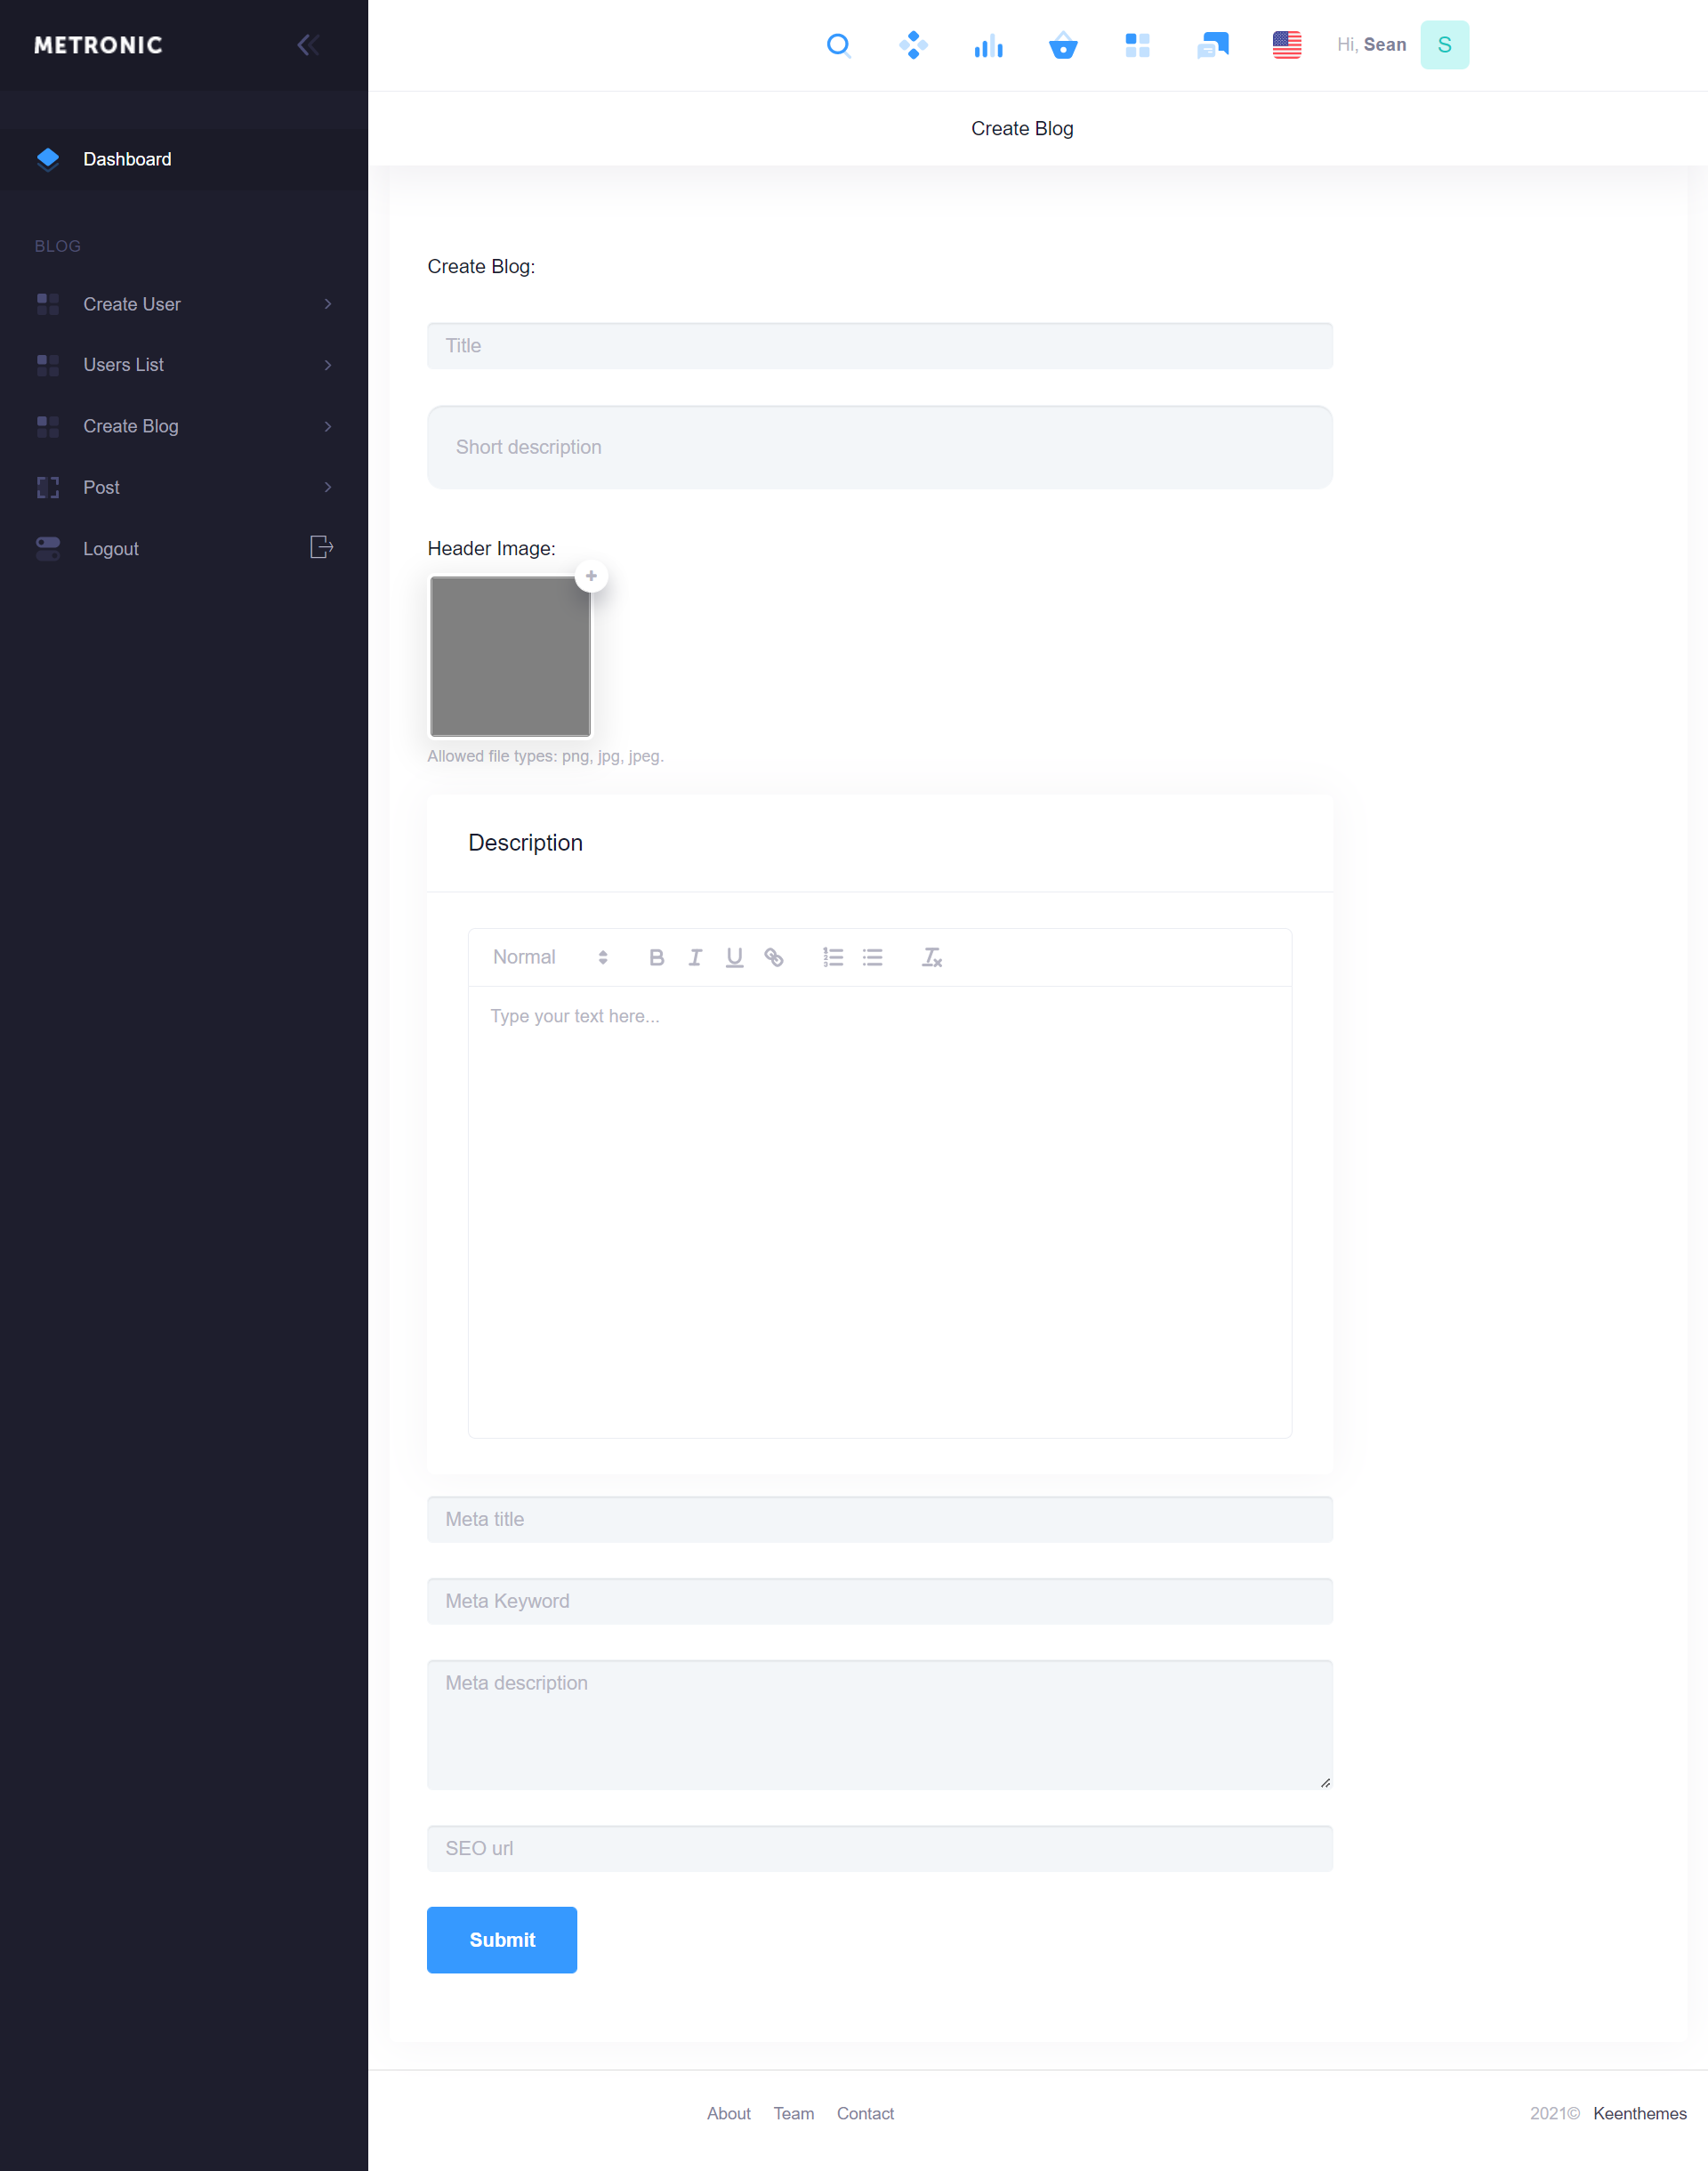 METRONIC
Hi, Sean S
Create Blog
Dashboard
BLOG
Create User
Users List
Create Blog
Post
Logout
Create Blog:
Title
Short description
Header Image:
Allowed file types: png, jpg, jpeg.
Description
Normal
Type your text here...
Meta title
Meta Keyword
Meta description
SEO url
Submit
About Team Contact
2021© Keenthemes